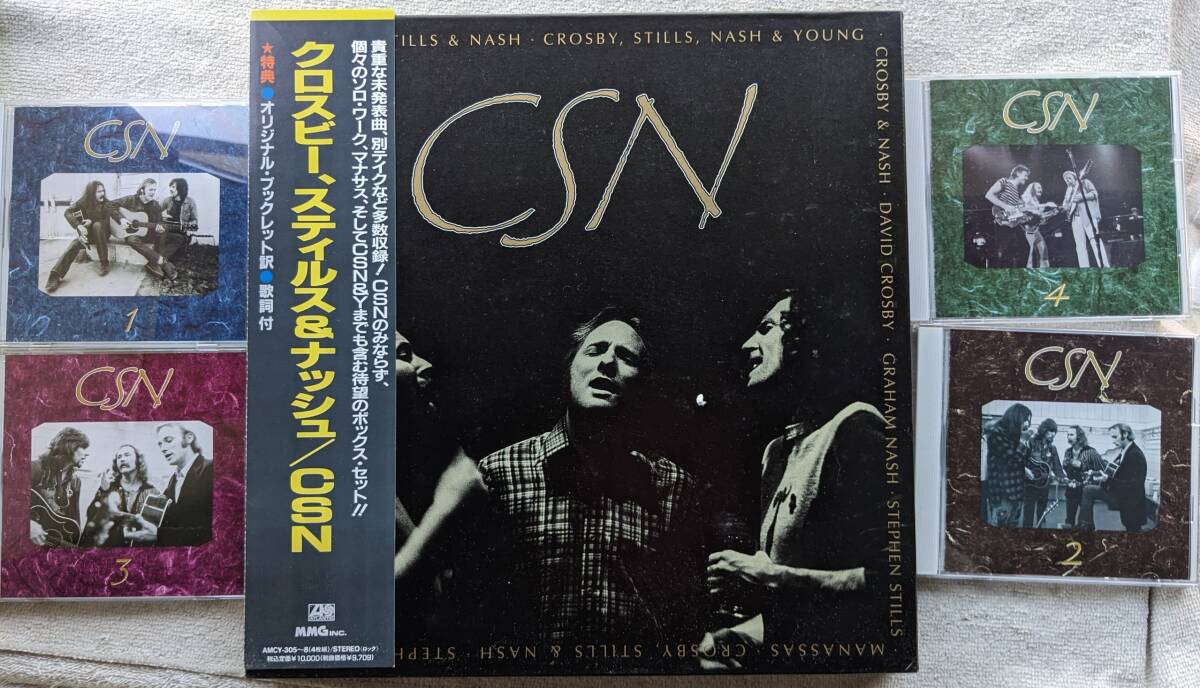 TILLS & NASH · CROSBY, STILLS, NASH & YOUNG ·
CROSBY & NASH · DAVID CROSBY · GRAHAM NASH · STEPHEN STILLS
MANASSAS · CROSBY, STILLS & NASH · STEPH
CSN
貴重な未発表曲、別テイクなど多数収録!CSNのみならず、
個々のソロ・ワーク、マナサス、そしてCSN&Yまでも含む待望のボックス・セット!!
クロスビー、スティルス&ナッシュ/CSN
★特典●オリジナル・ブックレット訳●歌詞付
ATLANTIC
MMG INC.
AMCY-305~8(4枚組)/STEREO(ロック)
税込定価¥10,000(税抜価格¥9,709)
CSN
1
CSN
3
CSN
4
CSN
2